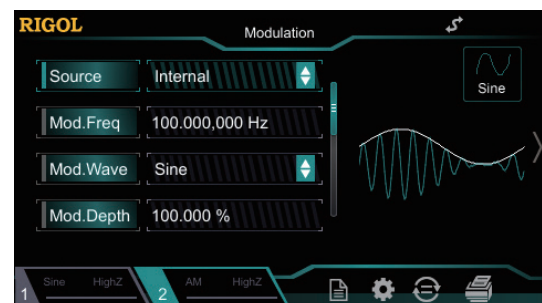 RIGOL
Modulation
Source Internal
Sine
Mod.Freq 100.000,000 Hz
Mod.Wave Sine
Mod.Depth 100.000 %
1 Sine HighZ 2 AM HighZ